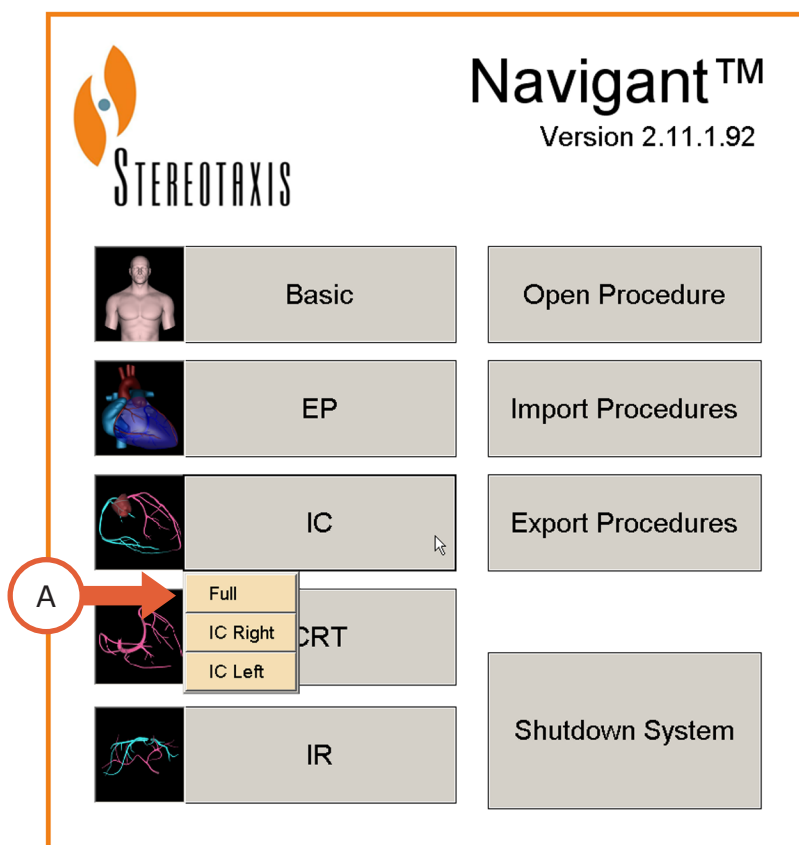 Navigant™
Version 2.11.1.92
STEREOTAXIS
Basic
Open Procedure
EP
Import Procedures
IC
Export Procedures
A
Full
IC Right
IC Left
CRT
Shutdown System
IR